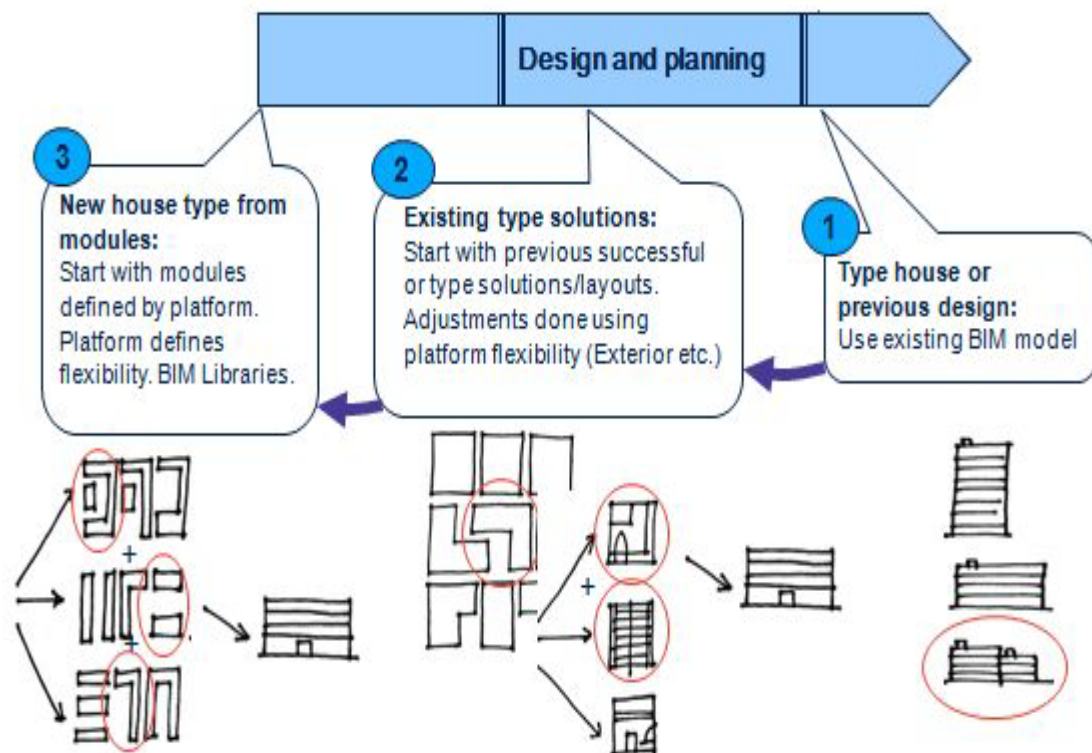 Design and planning
3
New house type from
modules:
Start with modules
defined by platform.
Platform defines
flexibility. BIM Libraries.
2
Existing type solutions:
Start with previous successful
or type solutions/layouts.
Adjustments done using
platform flexibility (Exterior etc.)
1
Type house or
previous design:
Use existing BIM model
+
+
+